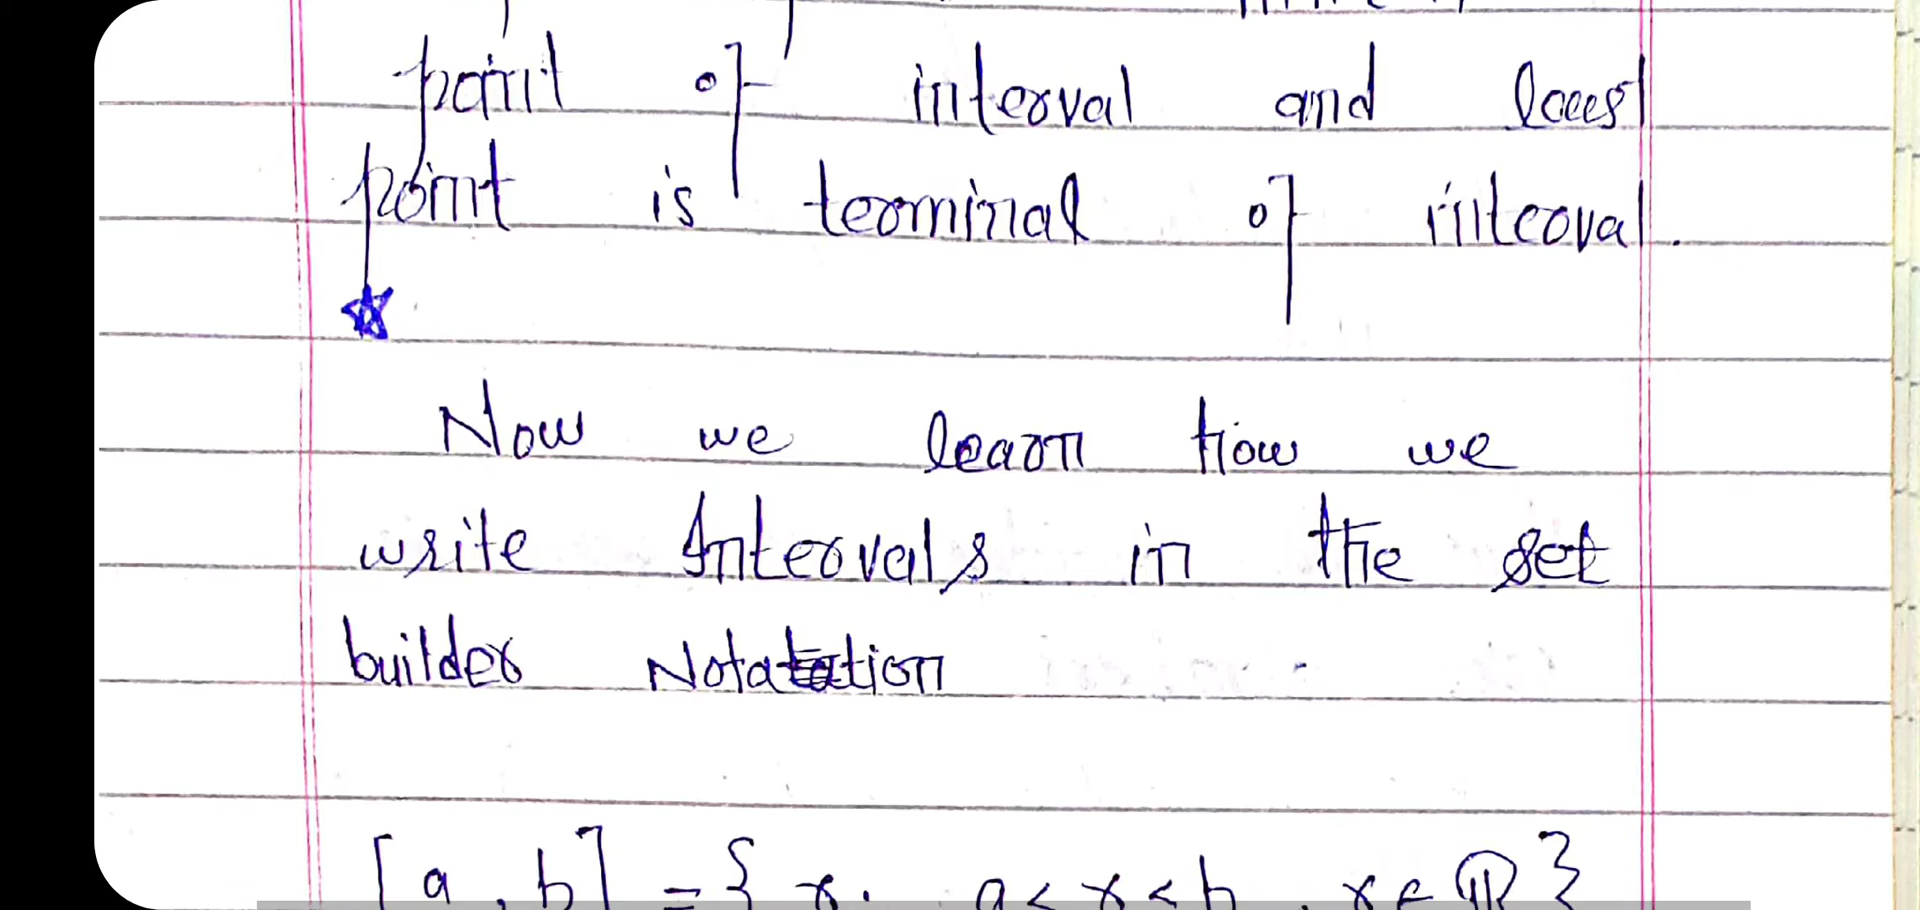 point of interval and
point is terminal of interval.
Now we learn how we
write Intervals in the set
builder Notation
[a, b] = { x: a < x < b, x ∈ ℝ }